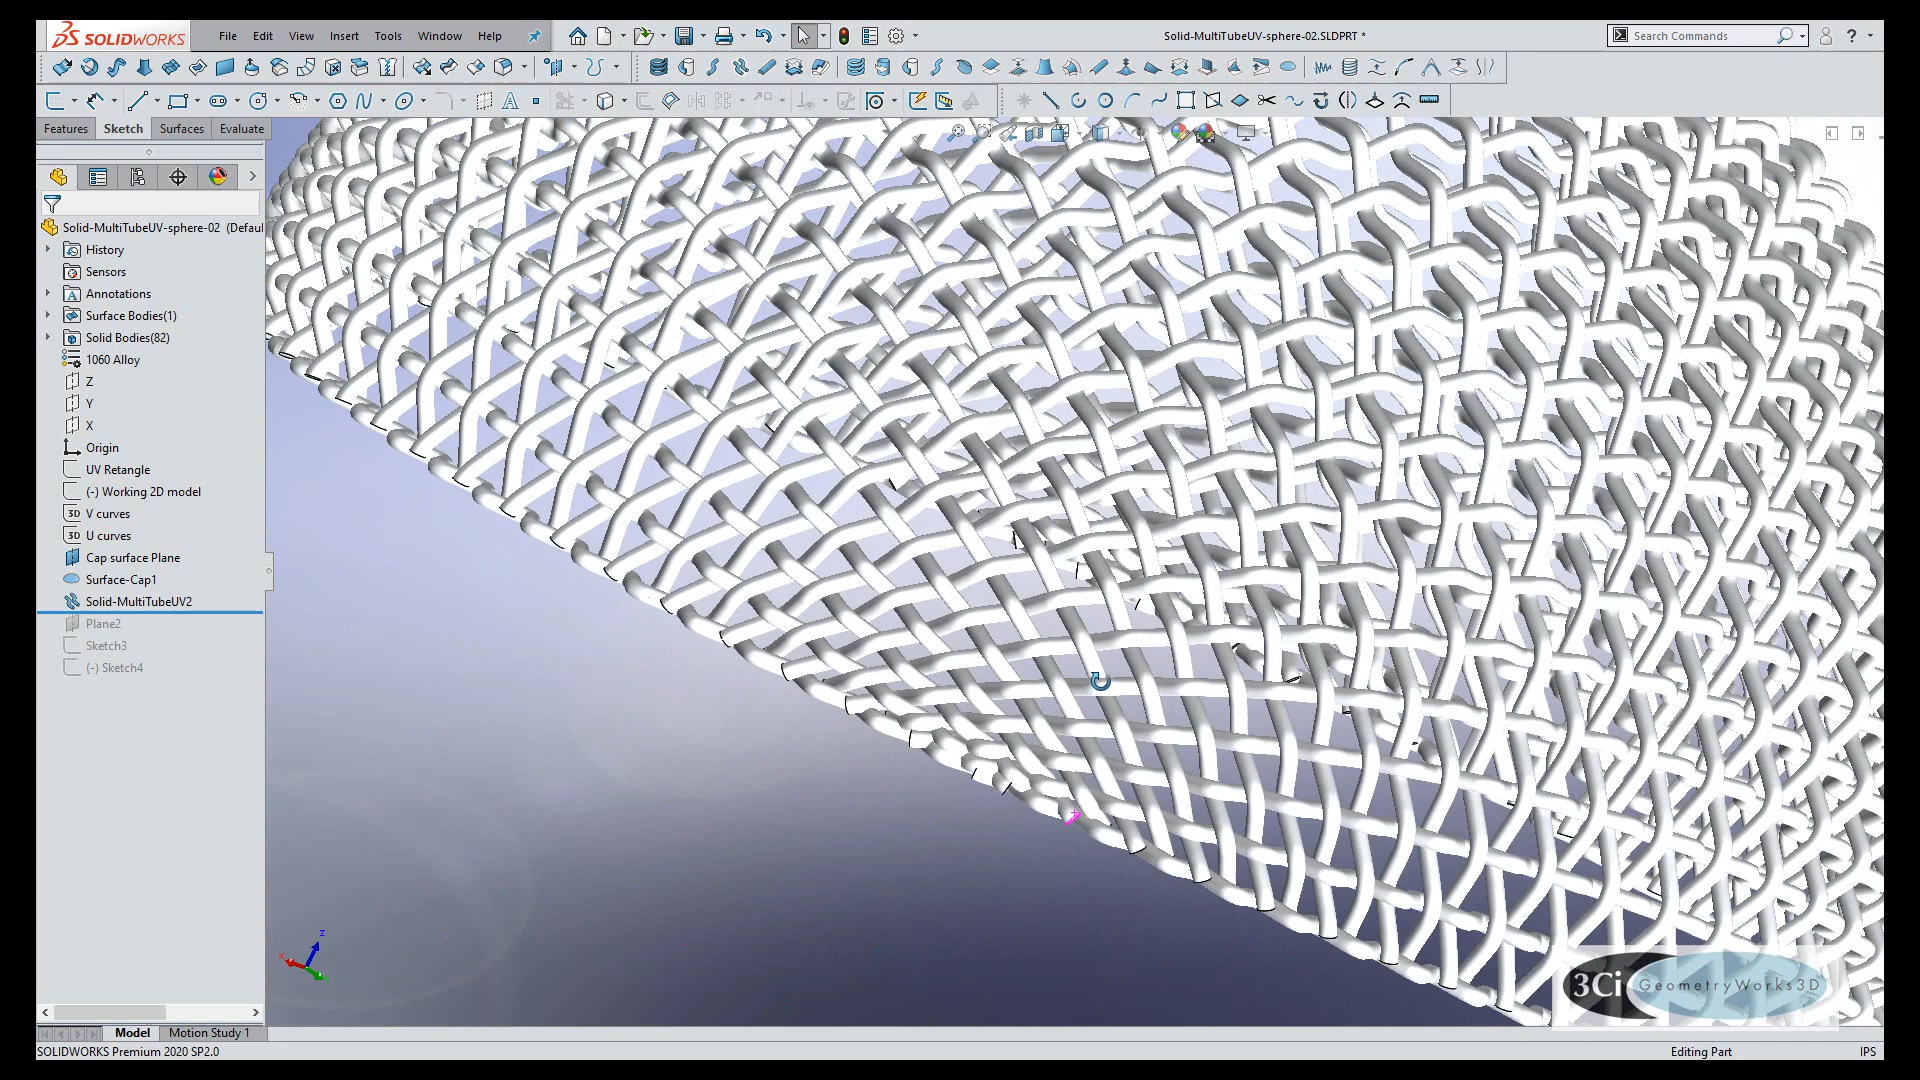 SOLIDWORKS File Edit View Insert Tools Window Help Solid-MultiTubeUV-sphere-02.SLDPRT * Search Commands ?
Features Sketch Surfaces Evaluate
Solid-MultiTubeUV-sphere-02 (Defaul
History
Sensors
Annotations
Surface Bodies(1)
Solid Bodies(82)
1060 Alloy
Z
Y
X
Origin
UV Retangle
(-) Working 2D model
3D V curves
3D U curves
Cap surface Plane
Surface-Cap1
Solid-MultiTubeUV2
Plane2
Sketch3
(-) Sketch4
Z
X
3Ci GeometryWorks3D
Model Motion Study 1
SOLIDWORKS Premium 2020 SP2.0 Editing Part IPS